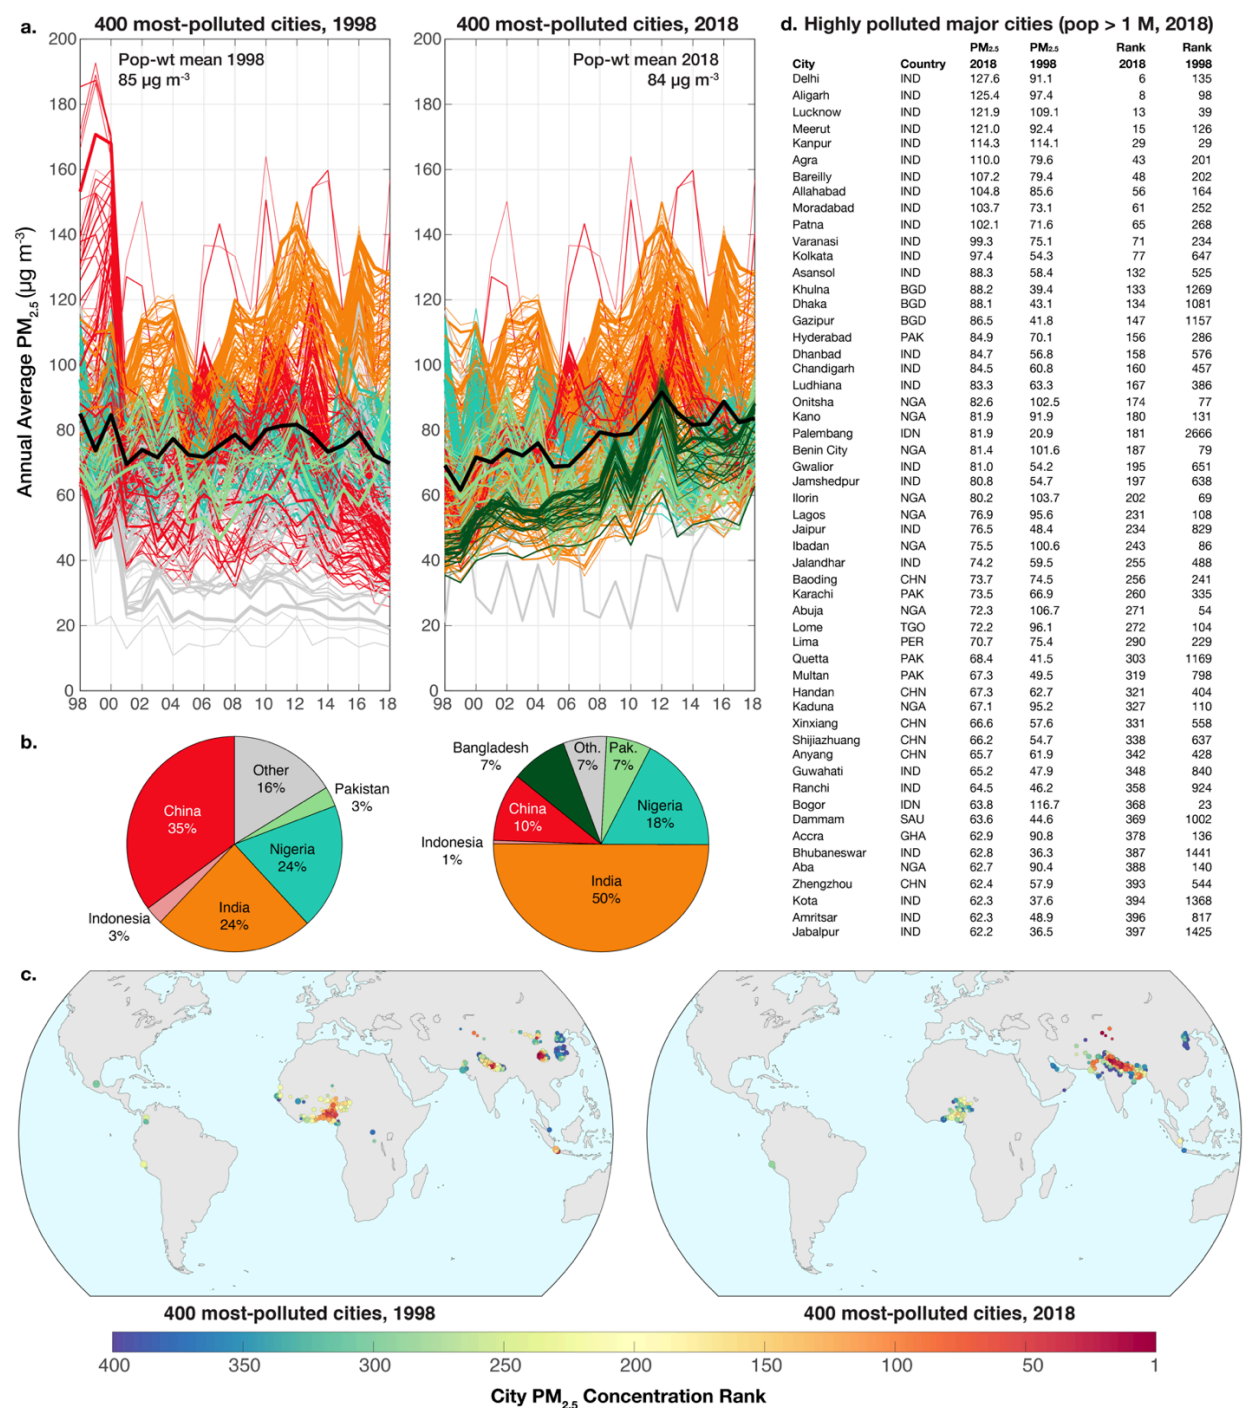 a. 400 most-polluted cities, 1998
Pop-wt mean 1998
85 µg m-3
200
180
160
140
120
100
80
60
40
20
0
Annual Average PM2.5 (µg m-3)
98 00 02 04 06 08 10 12 14 16 18
400 most-polluted cities, 2018
Pop-wt mean 2018
84 µg m-3
200
180
160
140
120
100
80
60
40
20
0
98 00 02 04 06 08 10 12 14 16 18
b.
Other
16%
Pakistan
3%
China
35%
Nigeria
24%
Indonesia
3%
India
24%
Bangladesh
7%
Oth.
7%
Pak.
7%
China
10%
Nigeria
18%
Indonesia
1%
India
50%
d. Highly polluted major cities (pop > 1 M, 2018)
PM2.5 PM2.5 Rank Rank
City Country 2018 1998 2018 1998
Delhi IND 127.6 91.1 6 135
Aligarh IND 125.4 97.4 8 98
Lucknow IND 121.9 109.1 13 39
Meerut IND 121.0 92.4 15 126
Kanpur IND 114.3 114.1 29 29
Agra IND 110.0 79.6 43 201
Bareilly IND 107.2 79.4 48 202
Allahabad IND 104.8 85.6 56 164
Moradabad IND 103.7 73.1 61 252
Patna IND 102.1 71.6 65 268
Varanasi IND 99.3 75.1 71 234
Kolkata IND 97.4 54.3 77 647
Asansol IND 88.3 58.4 132 525
Khulna BGD 88.2 39.4 133 1269
Dhaka BGD 88.1 43.1 134 1081
Gazipur BGD 86.5 41.8 147 1157
Hyderabad PAK 84.9 70.1 156 286
Dhanbad IND 84.7 56.8 158 576
Chandigarh IND 84.5 60.8 160 457
Ludhiana IND 83.3 63.3 167 386
Onitsha NGA 82.6 102.5 174 77
Kano NGA 81.9 91.9 180 131
Palembang IDN 81.9 20.9 181 2666
Benin City NGA 81.4 101.6 187 79
Gwalior IND 81.0 54.2 195 651
Jamshedpur IND 80.8 54.7 197 638
Ilorin NGA 80.2 103.7 202 69
Lagos NGA 76.9 95.6 231 108
Jaipur IND 76.5 48.4 234 829
Ibadan NGA 75.5 100.6 243 86
Jalandhar IND 74.2 59.5 255 488
Baoding CHN 73.7 74.5 256 241
Karachi PAK 73.5 66.9 260 335
Abuja NGA 72.3 106.7 271 54
Lome TGO 72.2 96.1 272 104
Lima PER 70.7 75.4 290 229
Quetta PAK 68.4 41.5 303 1169
Multan PAK 67.3 49.5 319 798
Handan CHN 67.3 62.7 321 404
Kaduna NGA 67.1 95.2 327 110
Xinxiang CHN 66.6 57.6 331 558
Shijiazhuang CHN 66.2 54.7 338 637
Anyang CHN 65.7 61.9 342 428
Guwahati IND 65.2 47.9 348 840
Ranchi IND 64.5 46.2 358 924
Bogor IDN 63.8 116.7 368 23
Dammam SAU 63.6 44.6 369 1002
Accra GHA 62.9 90.8 378 136
Bhubaneswar IND 62.8 36.3 387 1441
Aba NGA 62.7 90.4 388 140
Zhengzhou CHN 62.4 57.9 393 544
Kota IND 62.3 37.6 394 1368
Amritsar IND 62.3 48.9 396 817
Jabalpur IND 62.2 36.5 397 1425
c.
400 most-polluted cities, 1998
400 most-polluted cities, 2018
400 350 300 250 200 150 100 50 1
City PM2.5 Concentration Rank